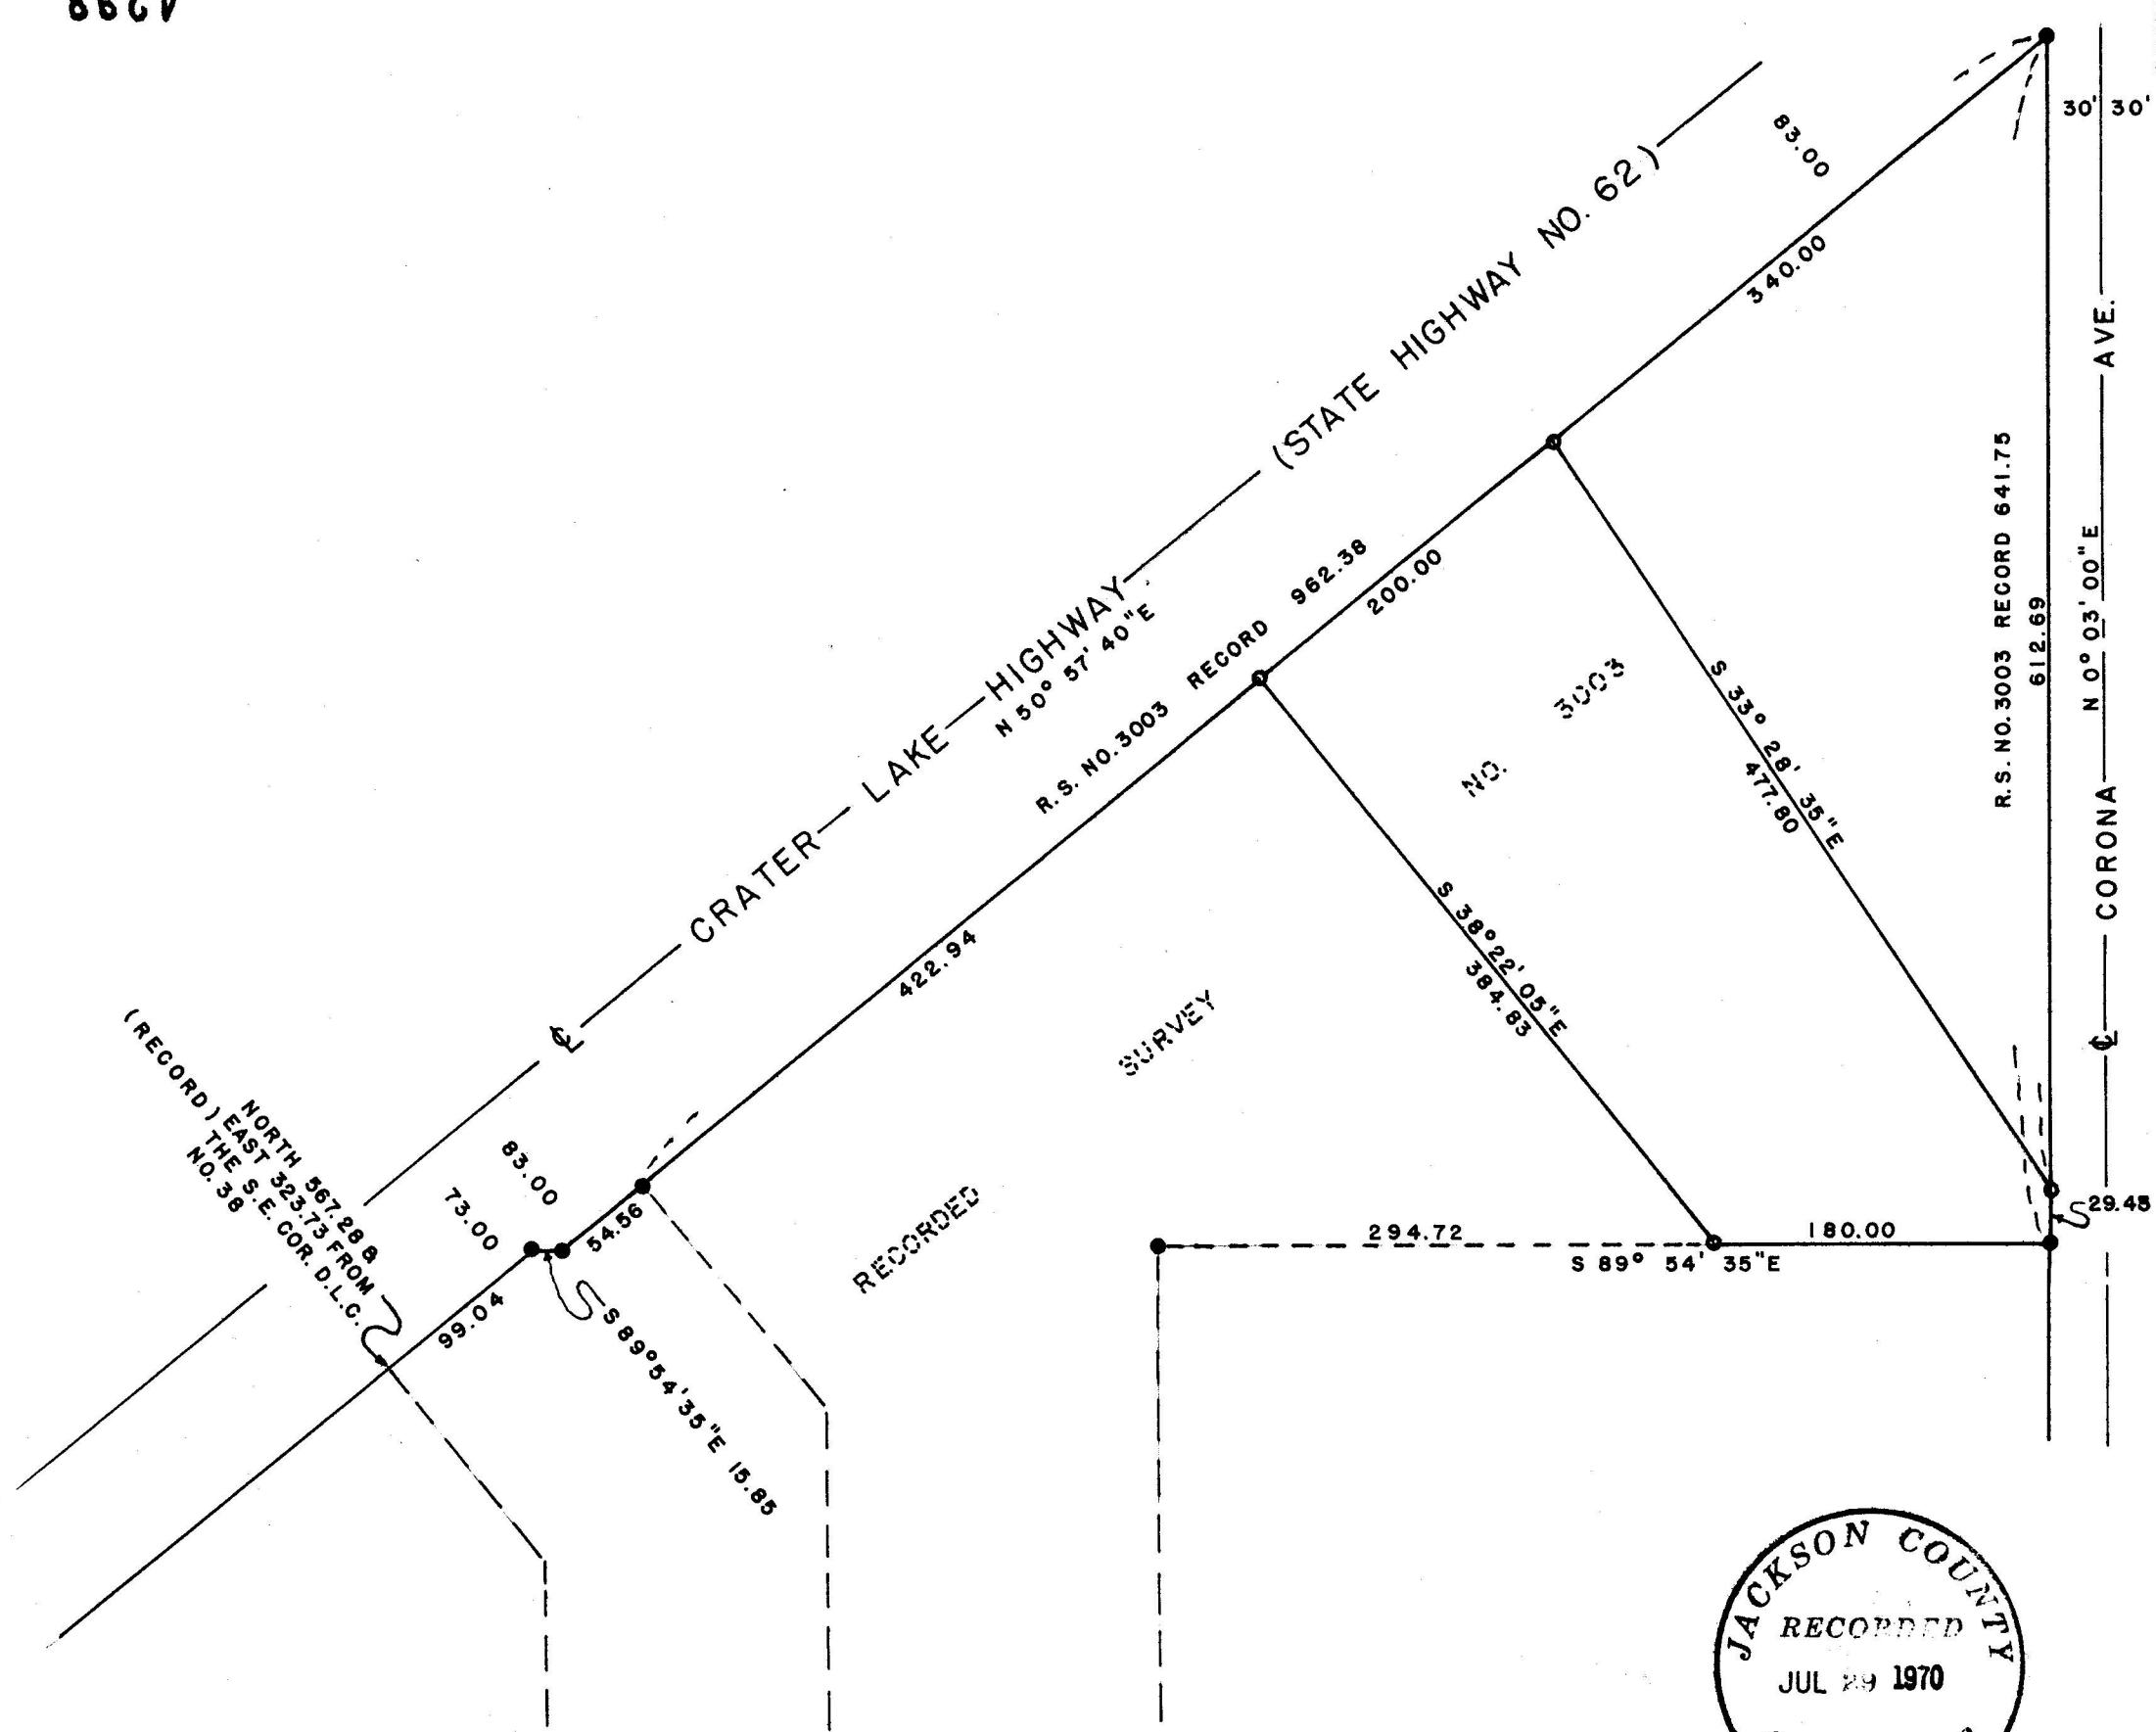 30' 30'
83.00
(STATE HIGHWAY NO. 62)
340.00
AVE.
CRATER LAKE HIGHWAY
N 50° 57' 40"E
R.S. NO.3003 RECORD 962.38
200.00
R.S. NO.3003 RECORD 641.75
612.69
N 0° 03' 00" E
CORONA
S 33° 28' 35"E
477.80
RECORDED SURVEY NO. 3003
422.94
S 38°22' 05"E
384.83
℄
℄
NORTH 567.28 &
(RECORD) EAST 323.73 FROM
THE S.E. COR. D.L.C.
NO. 38
83.00
73.00
54.56
99.04
S 89°54'35"E 15.85
294.72
180.00
S 89° 54' 35"E
29.45
JACKSON COUNTY
RECORDED
JUL 29 1970